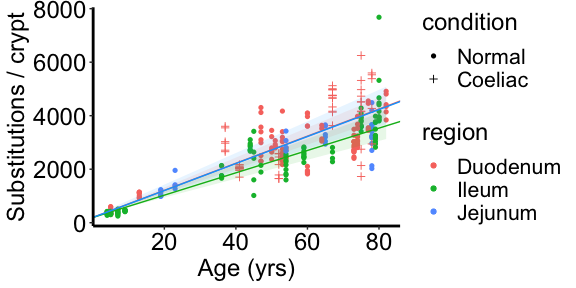 Substitutions / crypt
8000
6000
4000
2000
0
20
40
60
80
Age (yrs)
condition
Normal
Coeliac
region
Duodenum
Ileum
Jejunum